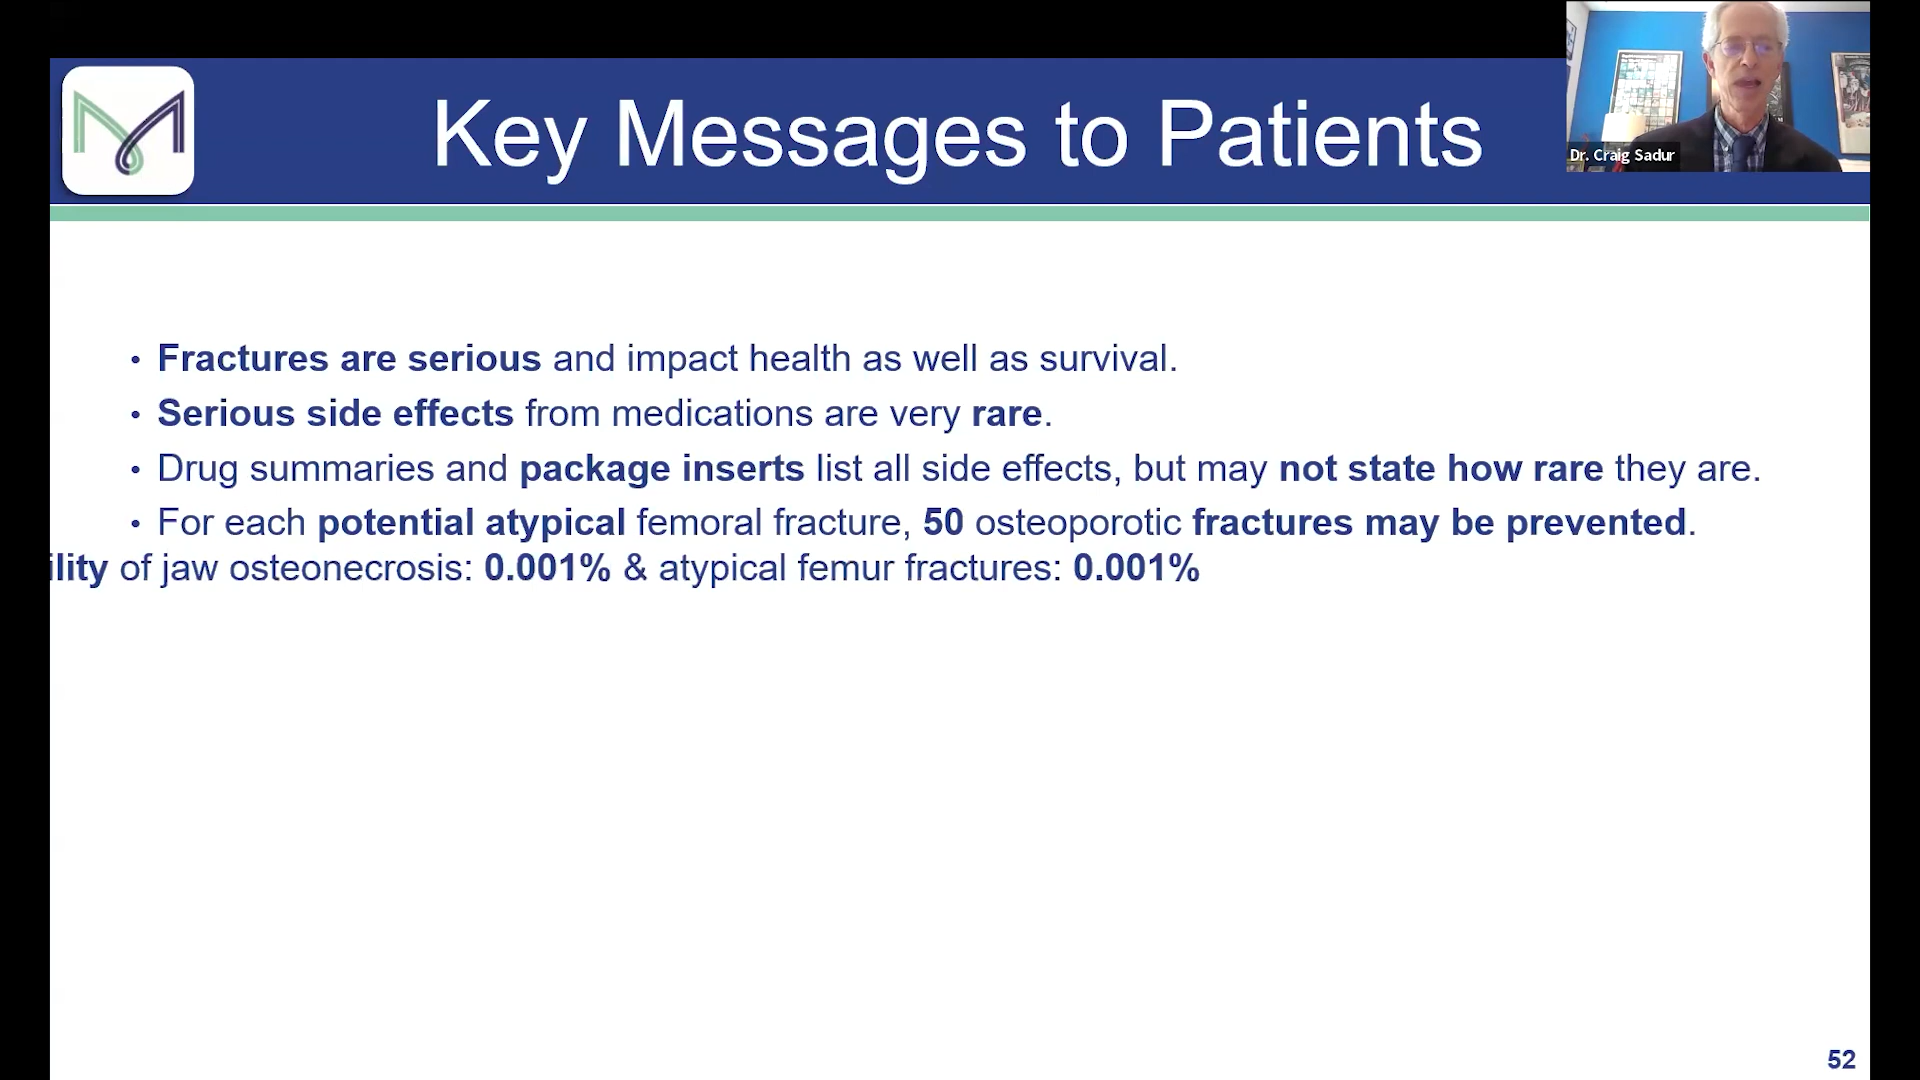 Key Messages to Patients
Dr. Craig Sadur
• Fractures are serious and impact health as well as survival.
• Serious side effects from medications are very rare.
• Drug summaries and package inserts list all side effects, but may not state how rare they are.
• For each potential atypical femoral fracture, 50 osteoporotic fractures may be prevented.
ility of jaw osteonecrosis: 0.001% & atypical femur fractures: 0.001%
52